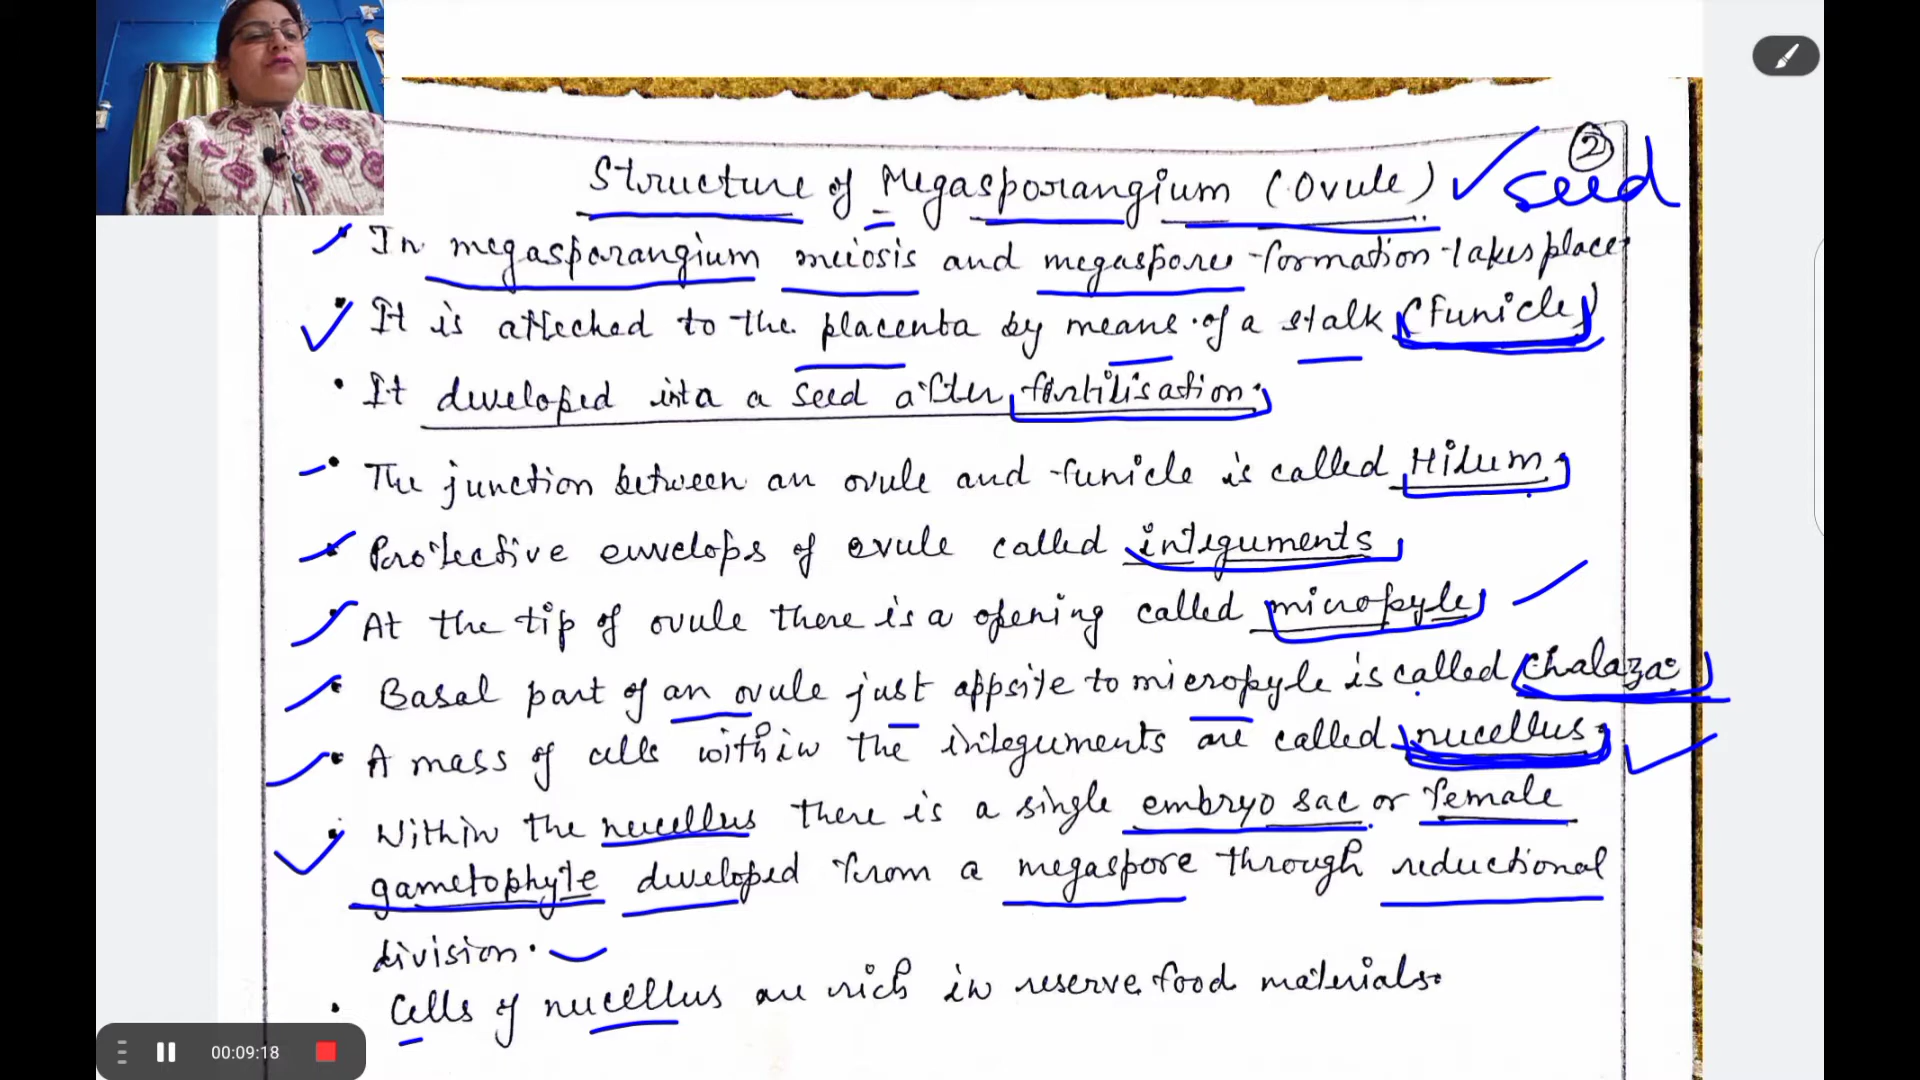 2
Structure of Megasporangium (Ovule) seed
• In megasporangium meiosis and megaspore formation takes place
• It is attached to the placenta by means of a stalk (Funicle)
• It developed into a seed after fertilisation.
• The junction between an ovule and funicle is called Hilum.
• Protective envelops of ovule called integuments
• At the tip of ovule there is a opening called micropyle
• Basal part of an ovule just appsite to micropyle is called chalaza.
• A mass of cells within the integuments are called nucellus.
• Within the nucellus there is a single embryo sac or female
gametophyte developed from a megaspore through reductional
division.
• Cells of nucellus are rich in reserve food materials.
00:09:18